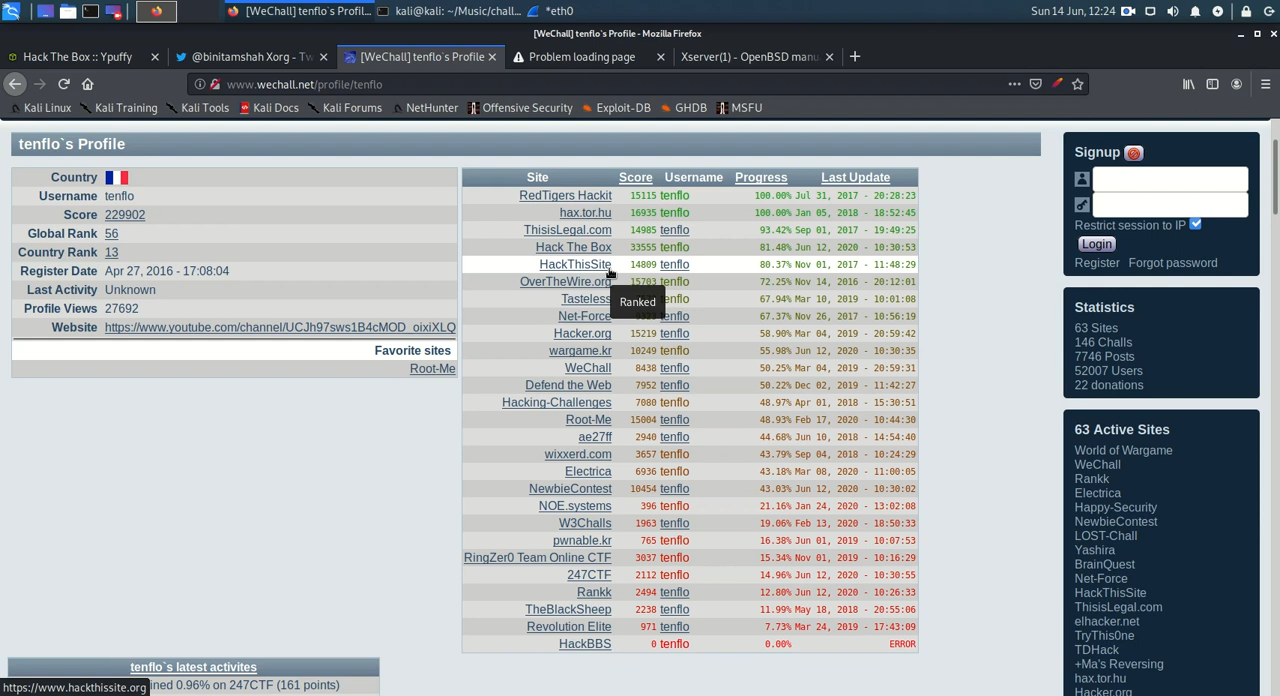 [WeChall] tenflo's Profil... kali@kali: ~/Music/chall... *eth0 Sun 14 Jun, 12:24
[WeChall] tenflo's Profile - Mozilla Firefox
Hack The Box :: Ypuffy @binitamshah Xorg - Tw [WeChall] tenflo's Profile Problem loading page Xserver(1) - OpenBSD manu
www.wechall.net/profile/tenflo
Kali Linux Kali Training Kali Tools Kali Docs Kali Forums NetHunter Offensive Security Exploit-DB GHDB MSFU
tenflo`s Profile
Country
Username tenflo
Score 229902
Global Rank 56
Country Rank 13
Register Date Apr 27, 2016 - 17:08:04
Last Activity Unknown
Profile Views 27692
Website https://www.youtube.com/channel/UCJh97sws1B4cMOD_oixiXLQ
Favorite sites
Root-Me
Site Score Username Progress Last Update
RedTigers Hackit 15115 tenflo 100.00% Jul 31, 2017 - 20:28:23
hax.tor.hu 16935 tenflo 100.00% Jan 05, 2018 - 18:52:45
ThisisLegal.com 14985 tenflo 93.42% Sep 01, 2017 - 19:49:25
Hack The Box 33555 tenflo 81.48% Jun 12, 2020 - 10:30:53
HackThisSite 14809 tenflo 80.37% Nov 01, 2017 - 11:48:29
OverTheWire.org 15703 tenflo 72.25% Nov 14, 2016 - 20:12:01
Tasteless tenflo 67.94% Mar 10, 2019 - 10:01:08
Ranked
Net-Force tenflo 67.37% Nov 26, 2017 - 10:56:19
Hacker.org 15219 tenflo 58.90% Mar 04, 2019 - 20:59:42
wargame.kr 10249 tenflo 55.98% Jun 12, 2020 - 10:30:35
WeChall 8438 tenflo 50.25% Mar 04, 2019 - 20:59:31
Defend the Web 7952 tenflo 50.22% Dec 02, 2019 - 11:42:27
Hacking-Challenges 7080 tenflo 48.97% Apr 01, 2018 - 15:30:51
Root-Me 15004 tenflo 48.93% Feb 17, 2020 - 10:44:30
ae27ff 2940 tenflo 44.68% Jun 10, 2018 - 14:54:40
wixxerd.com 3657 tenflo 43.79% Sep 04, 2018 - 10:24:29
Electrica 6936 tenflo 43.18% Mar 08, 2020 - 11:00:05
NewbieContest 10454 tenflo 43.03% Jun 12, 2020 - 10:30:02
NOE.systems 396 tenflo 21.16% Jan 24, 2020 - 13:02:08
W3Challs 1963 tenflo 19.06% Feb 13, 2020 - 18:50:33
pwnable.kr 765 tenflo 16.38% Jun 01, 2019 - 10:07:53
RingZer0 Team Online CTF 3037 tenflo 15.34% Nov 01, 2019 - 10:16:29
247CTF 2112 tenflo 14.96% Jun 12, 2020 - 10:30:55
Rankk 2494 tenflo 12.80% Jun 12, 2020 - 10:26:33
TheBlackSheep 2238 tenflo 11.99% May 18, 2018 - 20:55:06
Revolution Elite 971 tenflo 7.73% Mar 24, 2019 - 17:43:09
HackBBS 0 tenflo 0.00% ERROR
tenflo`s latest activites
ined 0.96% on 247CTF (161 points)
https://www.hackthissite.org
Signup
Restrict session to IP
Login
Register Forgot password
Statistics
63 Sites
146 Challs
7746 Posts
52007 Users
22 donations
63 Active Sites
World of Wargame
WeChall
Rankk
Electrica
Happy-Security
NewbieContest
LOST-Chall
Yashira
BrainQuest
Net-Force
HackThisSite
ThisisLegal.com
elhacker.net
TryThis0ne
TDHack
+Ma's Reversing
hax.tor.hu
Hacker.org